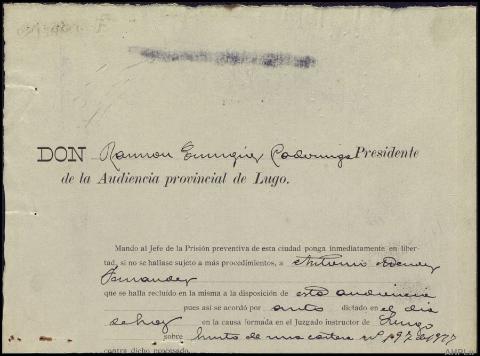 DON Ramon Enriquez Cadorniga Presidente
de la Audiencia provincial de Lugo.
Mando al Jefe de la Prisión preventiva de esta ciudad ponga inmediatamente en liber-
tad, si no se hallase sujeto a más procedimientos, a Antonio Mendez
Fernandez
que se halla recluido en la misma a la disposición de esta audiencia
pues así se acordó por auto dictado en el dia
de hoy en la causa formada en el Juzgado instructor de Lugo
sobre hurto de una cartera nº 197 de 1927
contra dicho procesado.